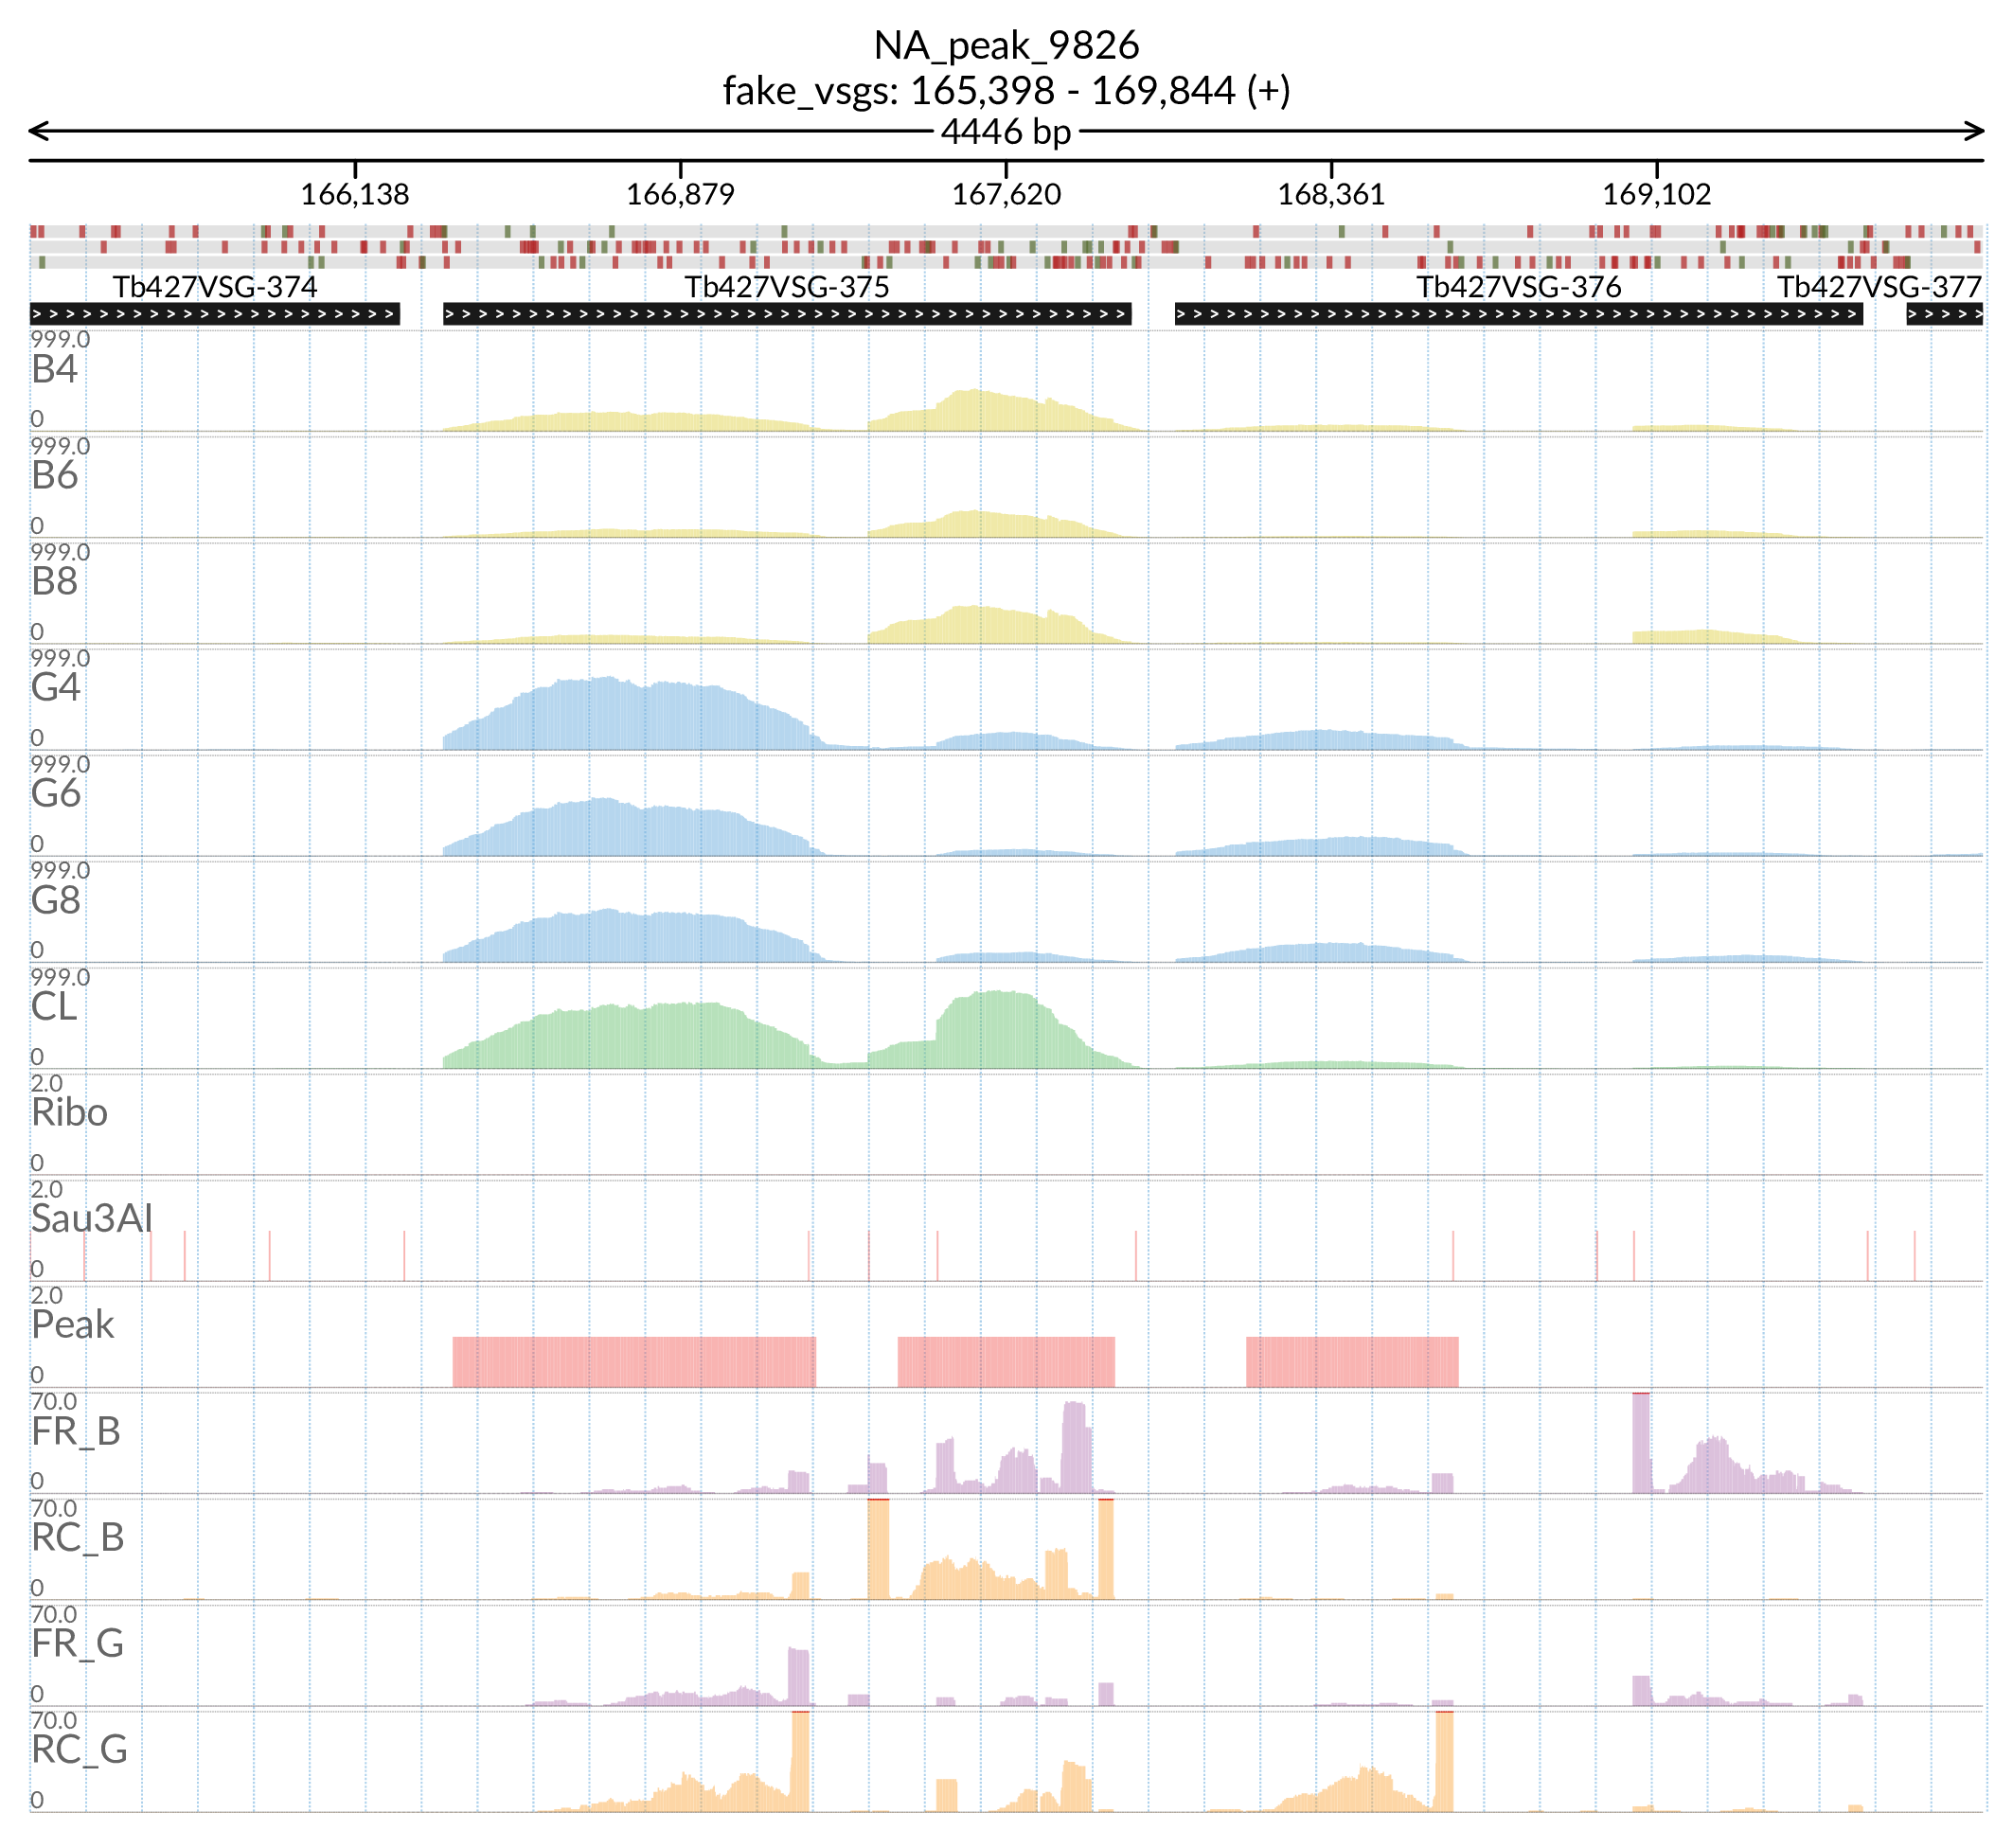 NA_peak_9826
fake_vsgs: 165,398 - 169,844 (+)
4446 bp
166,138 166,879 167,620 168,361 169,102
Tb427VSG-374 Tb427VSG-375 Tb427VSG-376 Tb427VSG-377
999.0
B4
0
999.0
B6
0
999.0
B8
0
999.0
G4
0
999.0
G6
0
999.0
G8
0
999.0
CL
0
2.0
Ribo
0
2.0
Sau3AI
0
2.0
Peak
0
70.0
FR_B
0
70.0
RC_B
0
70.0
FR_G
0
70.0
RC_G
0